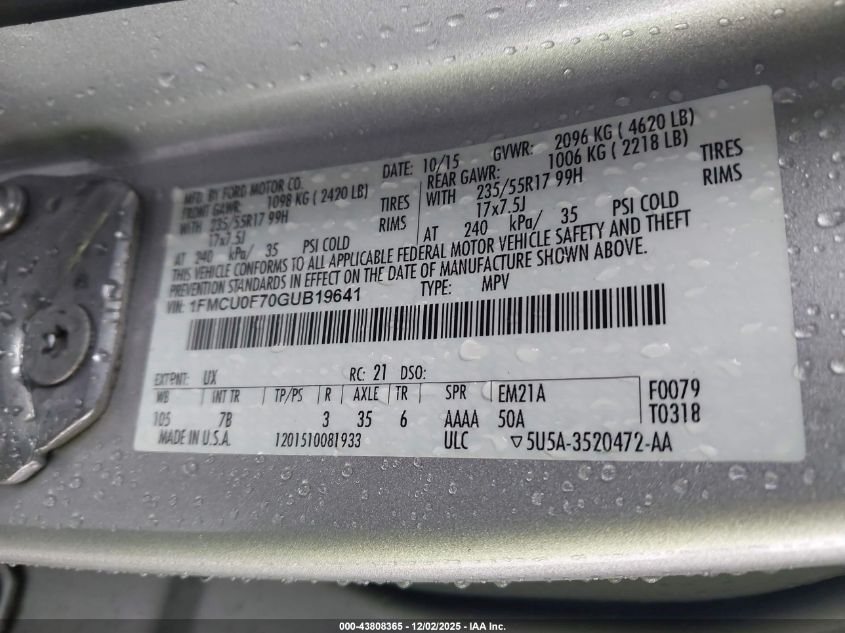 MFD. BY FORD MOTOR CO.
DATE: 10/15 GVWR: 2096 KG ( 4620 LB)
FRONT GAWR: 1098 KG ( 2420 LB) REAR GAWR: 1006 KG ( 2218 LB)
WITH 235/55R17 99H TIRES WITH 235/55R17 99H TIRES
17x7.5J RIMS 17x7.5J RIMS
AT 240 kPa/ 35 PSI COLD AT 240 kPa/ 35 PSI COLD
THIS VEHICLE CONFORMS TO ALL APPLICABLE FEDERAL MOTOR VEHICLE SAFETY AND THEFT
PREVENTION STANDARDS IN EFFECT ON THE DATE OF MANUFACTURE SHOWN ABOVE.
VIN: 1FMCU0F70GUB19641 TYPE: MPV
EXT PNT: UX RC: 21 DSO:
WB INT TR TP/PS R AXLE TR SPR EM21A F0079
105 7B 3 35 6 AAAA 50A T0318
MADE IN U.S.A. 1201510081933 ULC ▽5U5A-3520472-AA
000-43808365 • 12/02/2025 • IAA Inc.